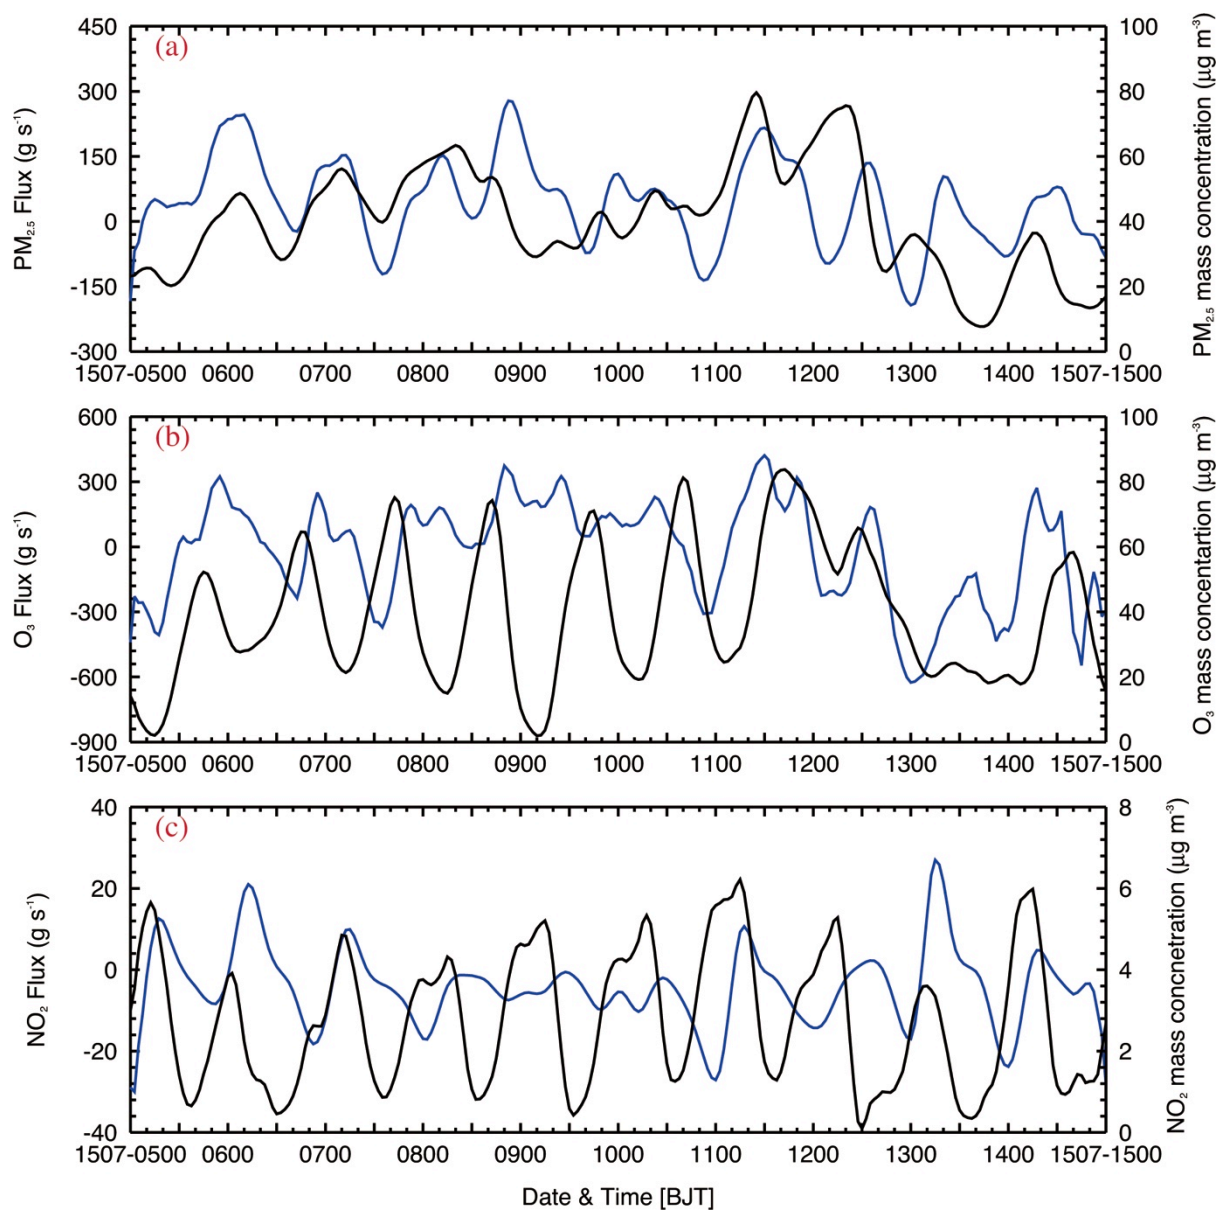 (a)
450
300
150
0
-150
-300
PM2.5 Flux (g s-1)
100
80
60
40
20
0
PM2.5 mass concentration (µg m-3)
1507-0500 0600 0700 0800 0900 1000 1100 1200 1300 1400 1507-1500
(b)
600
300
0
-300
-600
-900
O3 Flux (g s-1)
100
80
60
40
20
0
O3 mass concentartion (µg m-3)
1507-0500 0600 0700 0800 0900 1000 1100 1200 1300 1400 1507-1500
(c)
40
20
0
-20
-40
NO2 Flux (g s-1)
8
6
4
2
0
NO2 mass concnetration (µg m-3)
1507-0500 0600 0700 0800 0900 1000 1100 1200 1300 1400 1507-1500
Date & Time [BJT]